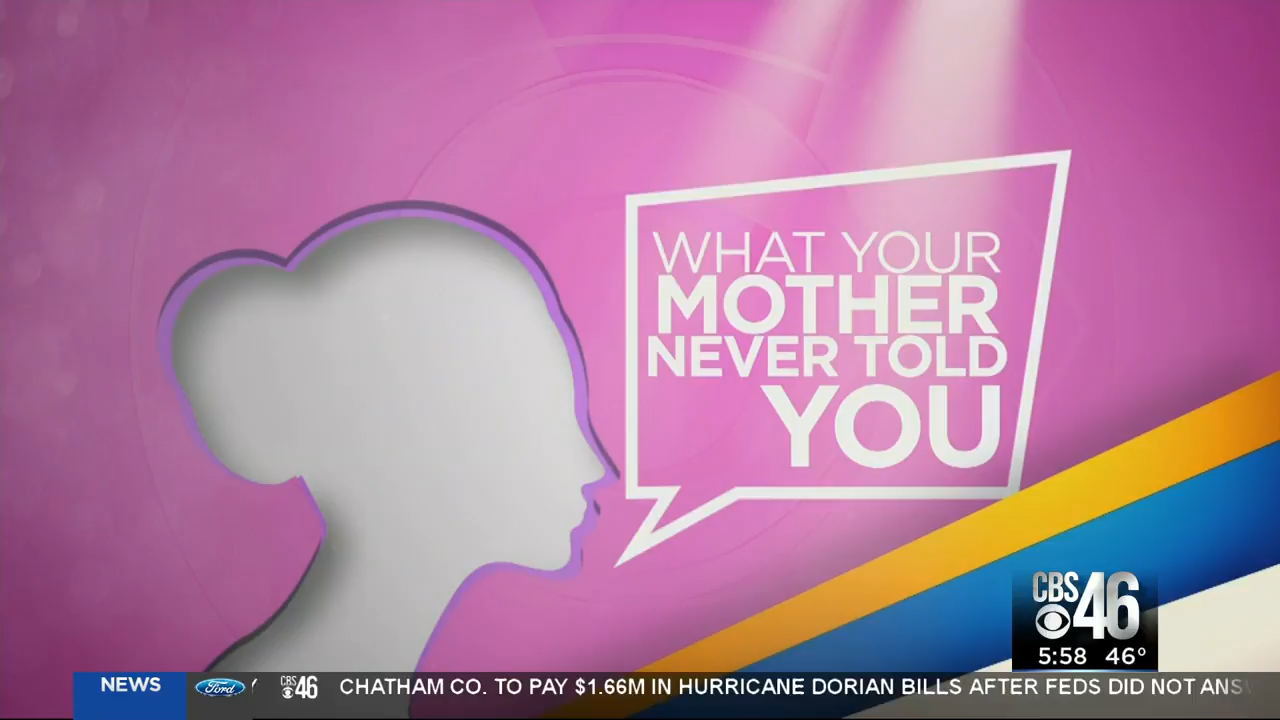 WHAT YOUR
MOTHER
NEVER TOLD
YOU
CBS
46
5:58 46°
NEWS
Ford
CBS 46
CHATHAM CO. TO PAY $1.66M IN HURRICANE DORIAN BILLS AFTER FEDS DID NOT ANS